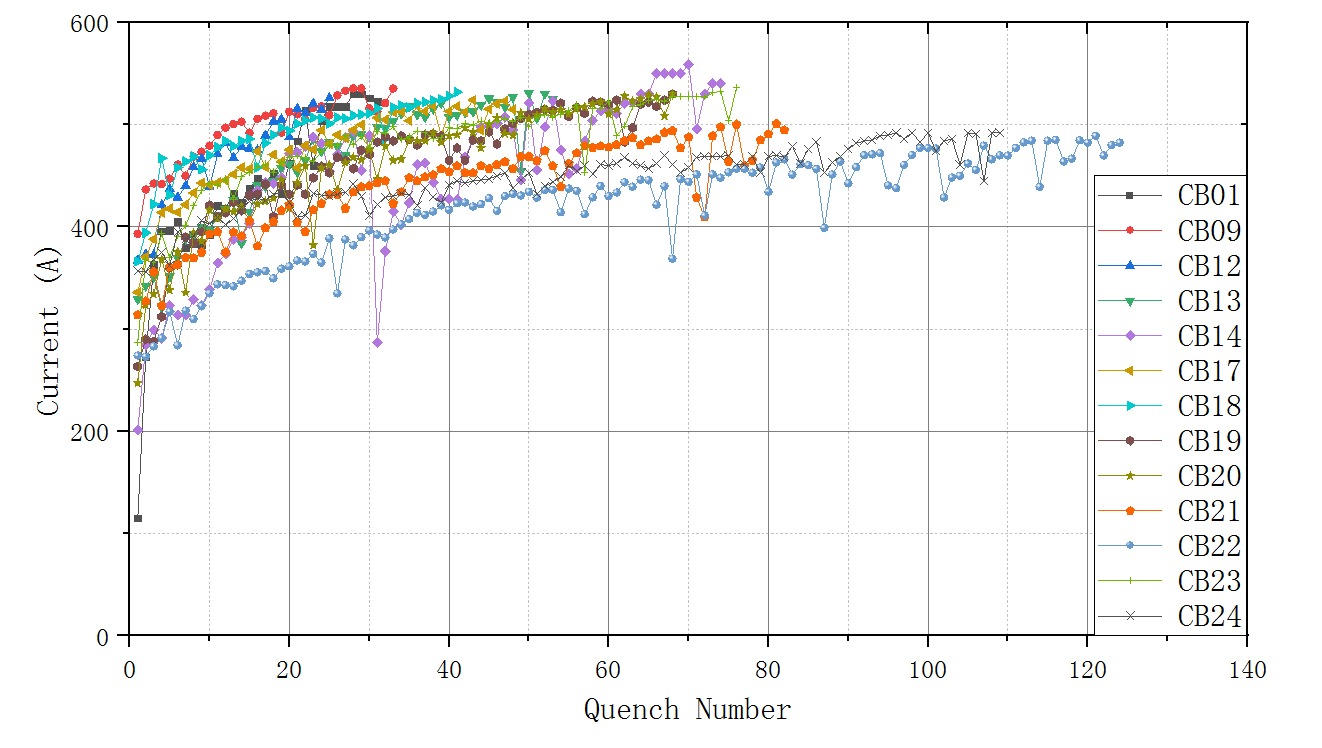 600
400
200
0
Current (A)
0 20 40 60 80 100 120 140
Quench Number
CB01
CB09
CB12
CB13
CB14
CB17
CB18
CB19
CB20
CB21
CB22
CB23
CB24